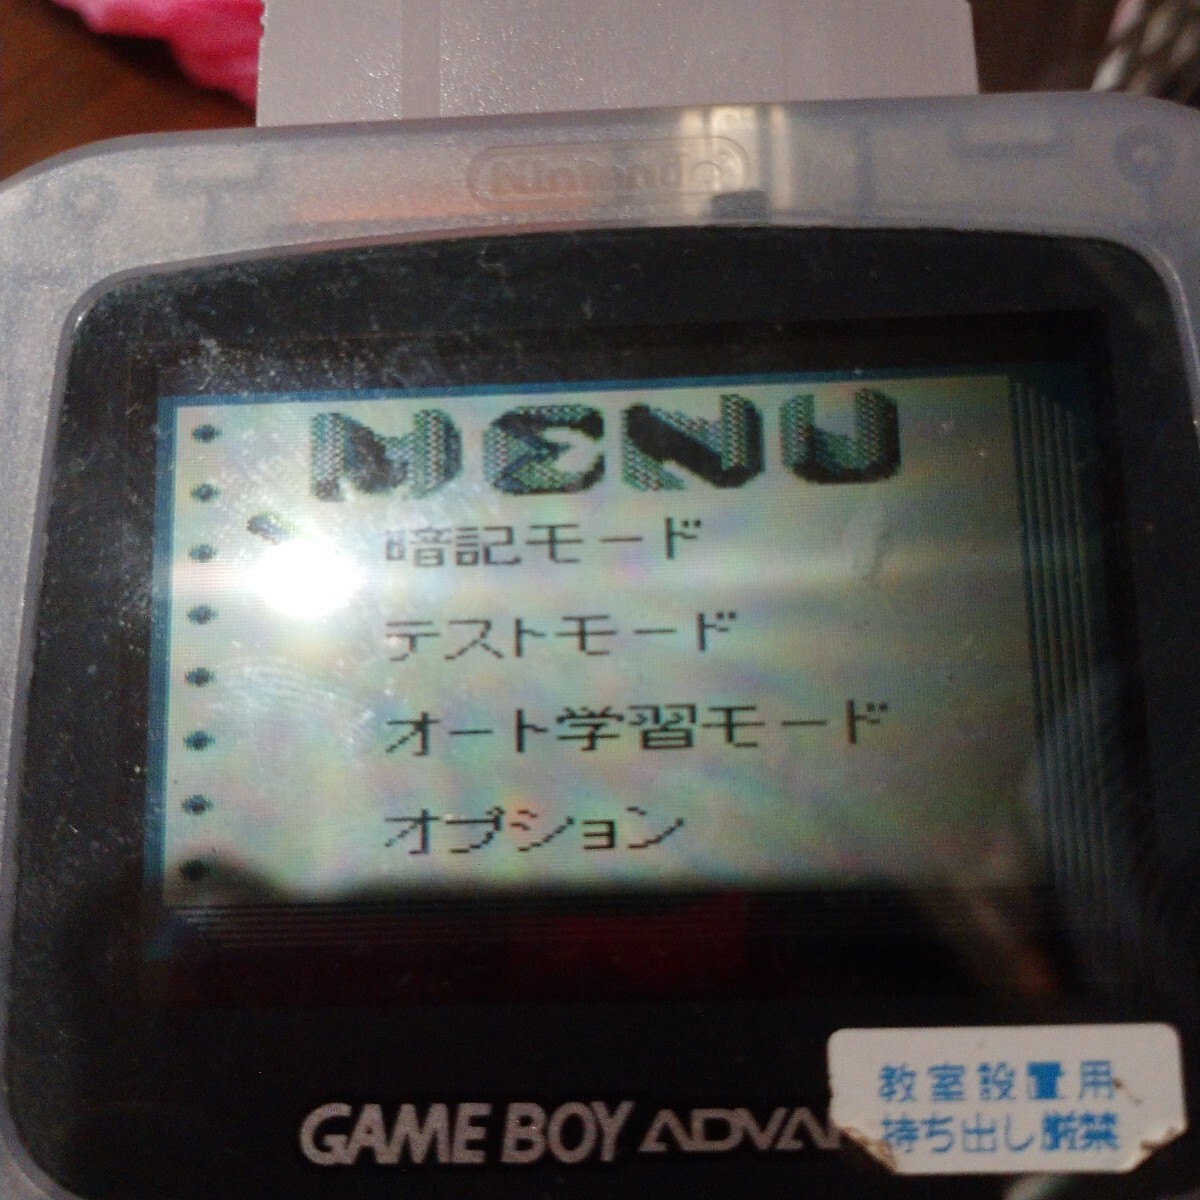 Nintendo
MENU
暗記モード
テストモード
オート学習モード
オプション
GAME BOY ADVAN
教室設置用
持ち出し厳禁